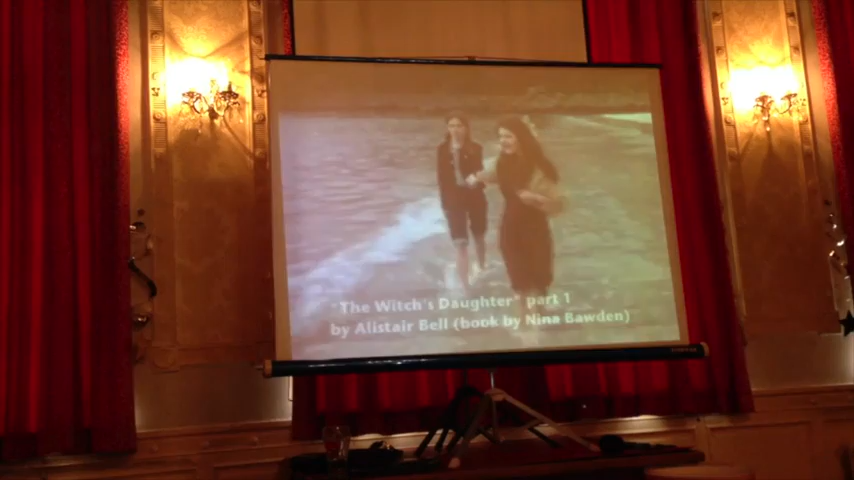 "The Witch's Daughter" part 1
by Alistair Bell (book by Nina Bawden)